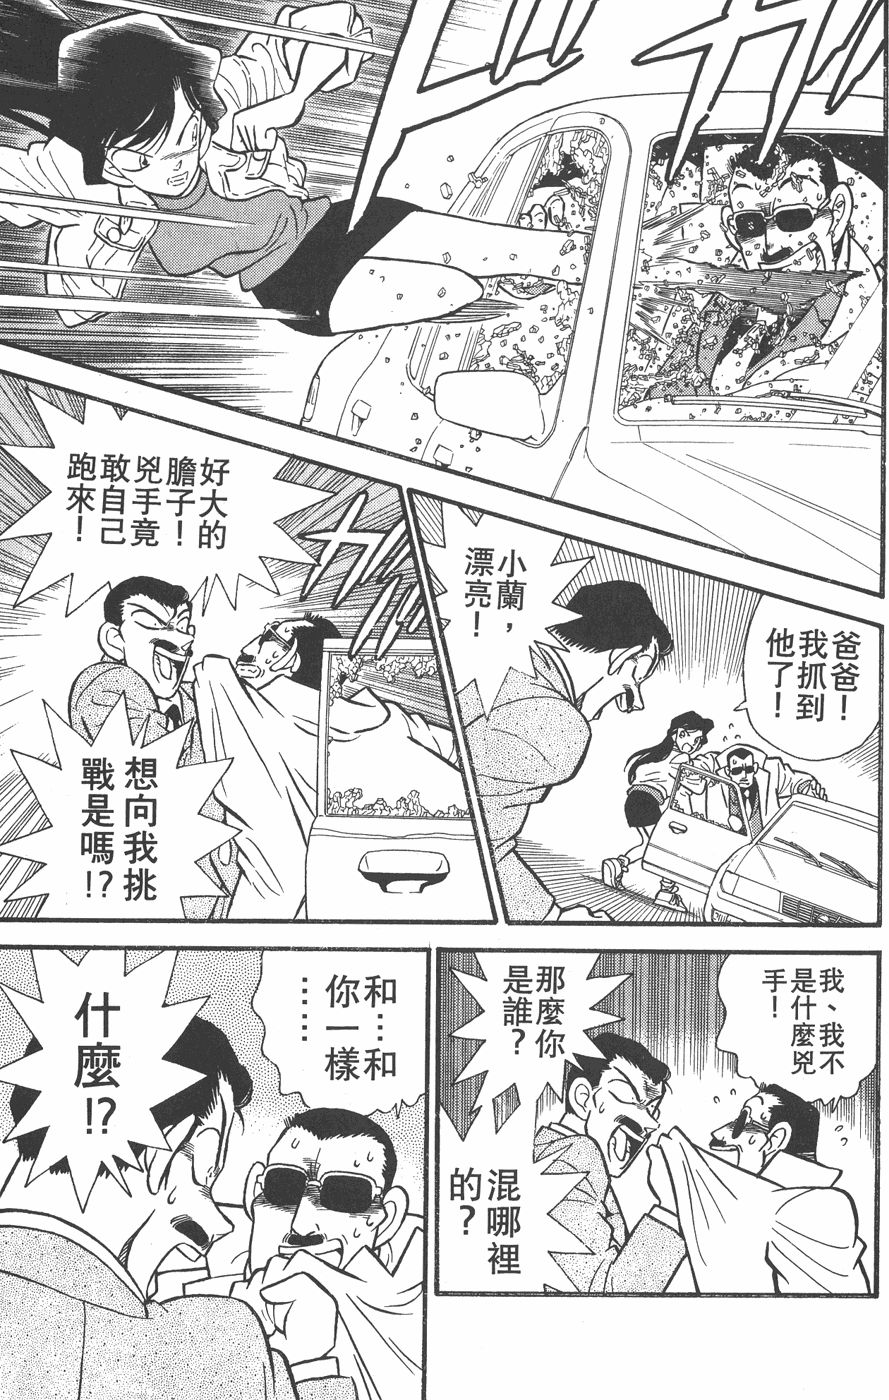 爸爸！
我抓到
他了！
小蘭，
漂亮！
好大的
膽子！
兇手竟
敢自己
跑來！
想向我挑
戰是嗎!?
我、我不
是什麼兇
手！
那麼你
是誰？
混哪裡
的？
和…和
你一樣
……
什麼!?